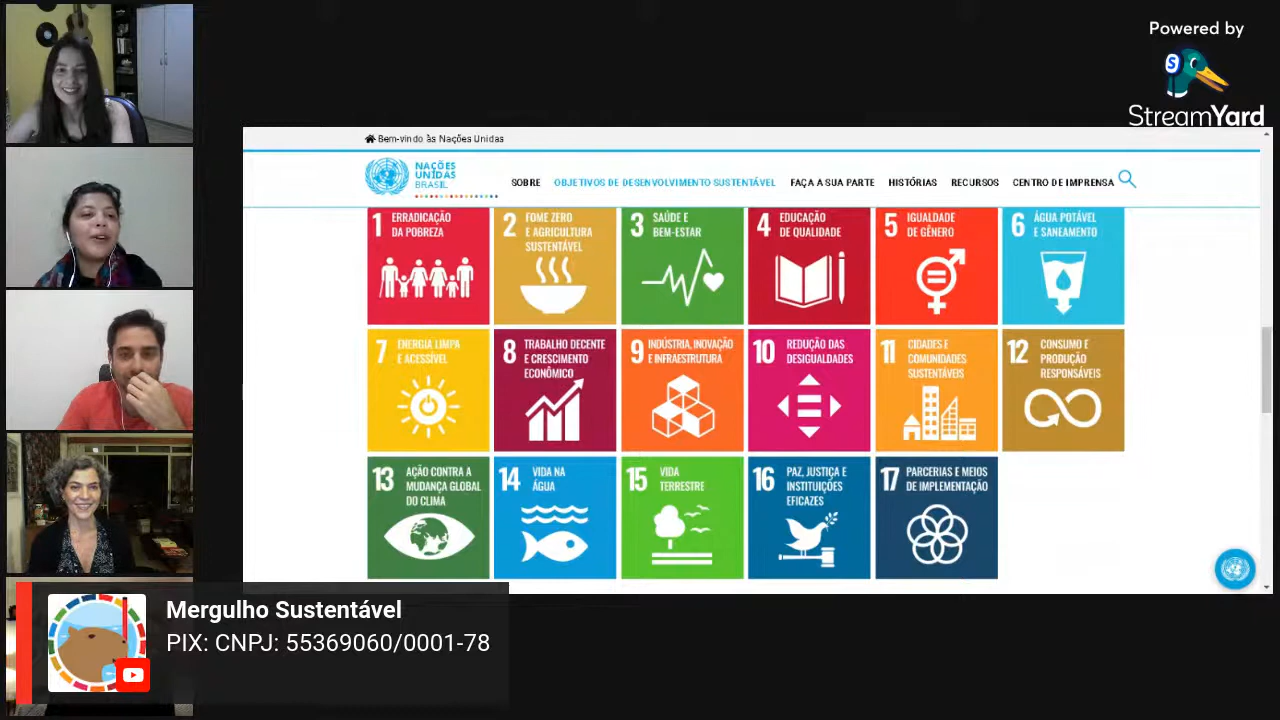 Powered by
StreamYard
Bem-vindo às Nações Unidas
NAÇÕES
UNIDAS
BRASIL
SOBRE
OBJETIVOS DE DESENVOLVIMENTO SUSTENTÁVEL
FAÇA A SUA PARTE
HISTÓRIAS
RECURSOS
CENTRO DE IMPRENSA
1 ERRADICAÇÃO
DA POBREZA
2 FOME ZERO
E AGRICULTURA
SUSTENTÁVEL
3 SAÚDE E
BEM-ESTAR
4 EDUCAÇÃO
DE QUALIDADE
5 IGUALDADE
DE GÊNERO
6 ÁGUA POTÁVEL
E SANEAMENTO
7 ENERGIA LIMPA
E ACESSÍVEL
8 TRABALHO DECENTE
E CRESCIMENTO
ECONÔMICO
9 INDÚSTRIA, INOVAÇÃO
E INFRAESTRUTURA
10 REDUÇÃO DAS
DESIGUALDADES
11 CIDADES E
COMUNIDADES
SUSTENTÁVEIS
12 CONSUMO E
PRODUÇÃO
RESPONSÁVEIS
13 AÇÃO CONTRA A
MUDANÇA GLOBAL
DO CLIMA
14 VIDA NA
ÁGUA
15 VIDA
TERRESTRE
16 PAZ, JUSTIÇA E
INSTITUIÇÕES
EFICAZES
17 PARCERIAS E MEIOS
DE IMPLEMENTAÇÃO
Mergulho Sustentável
PIX: CNPJ: 55369060/0001-78